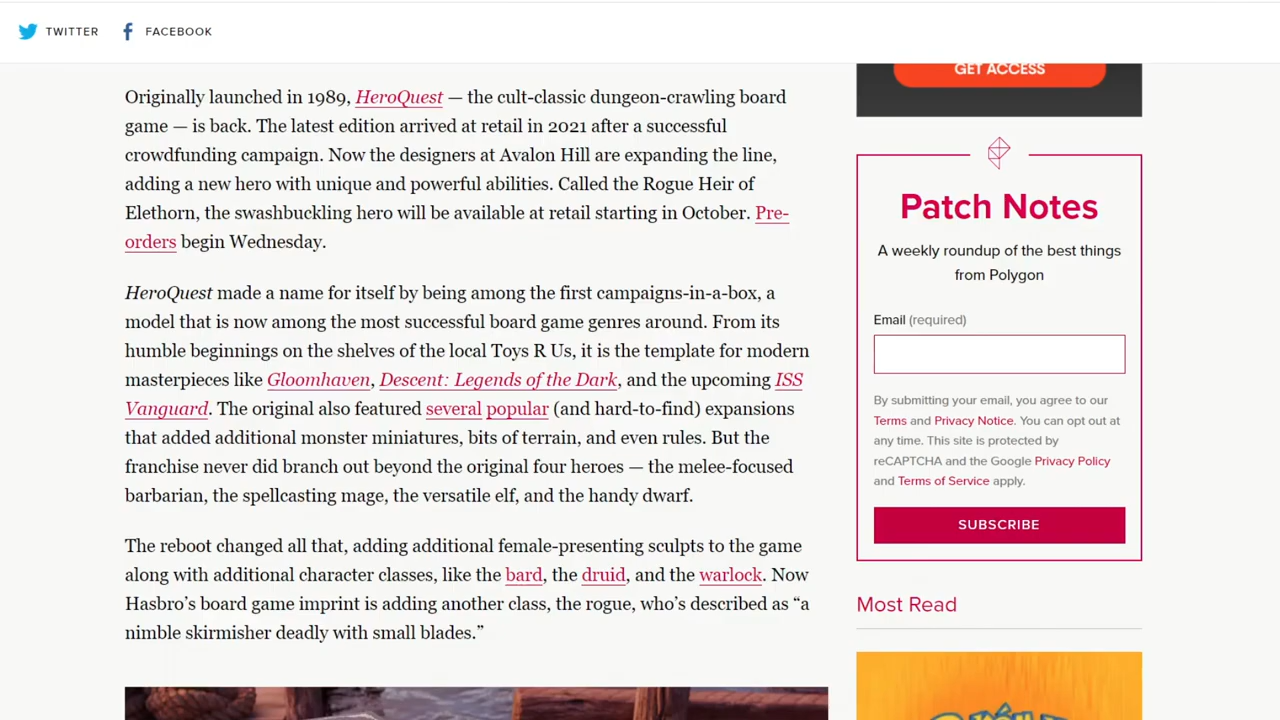 TWITTER
FACEBOOK
Originally launched in 1989, HeroQuest — the cult-classic dungeon-crawling board
game — is back. The latest edition arrived at retail in 2021 after a successful
crowdfunding campaign. Now the designers at Avalon Hill are expanding the line,
adding a new hero with unique and powerful abilities. Called the Rogue Heir of
Elethorn, the swashbuckling hero will be available at retail starting in October. Pre-
orders begin Wednesday.
HeroQuest made a name for itself by being among the first campaigns-in-a-box, a
model that is now among the most successful board game genres around. From its
humble beginnings on the shelves of the local Toys R Us, it is the template for modern
masterpieces like Gloomhaven, Descent: Legends of the Dark, and the upcoming ISS
Vanguard. The original also featured several popular (and hard-to-find) expansions
that added additional monster miniatures, bits of terrain, and even rules. But the
franchise never did branch out beyond the original four heroes — the melee-focused
barbarian, the spellcasting mage, the versatile elf, and the handy dwarf.
The reboot changed all that, adding additional female-presenting sculpts to the game
along with additional character classes, like the bard, the druid, and the warlock. Now
Hasbro’s board game imprint is adding another class, the rogue, who’s described as “a
nimble skirmisher deadly with small blades.”
GET ACCESS
Patch Notes
A weekly roundup of the best things
from Polygon
Email (required)
By submitting your email, you agree to our
Terms and Privacy Notice. You can opt out at
any time. This site is protected by
reCAPTCHA and the Google Privacy Policy
and Terms of Service apply.
SUBSCRIBE
Most Read